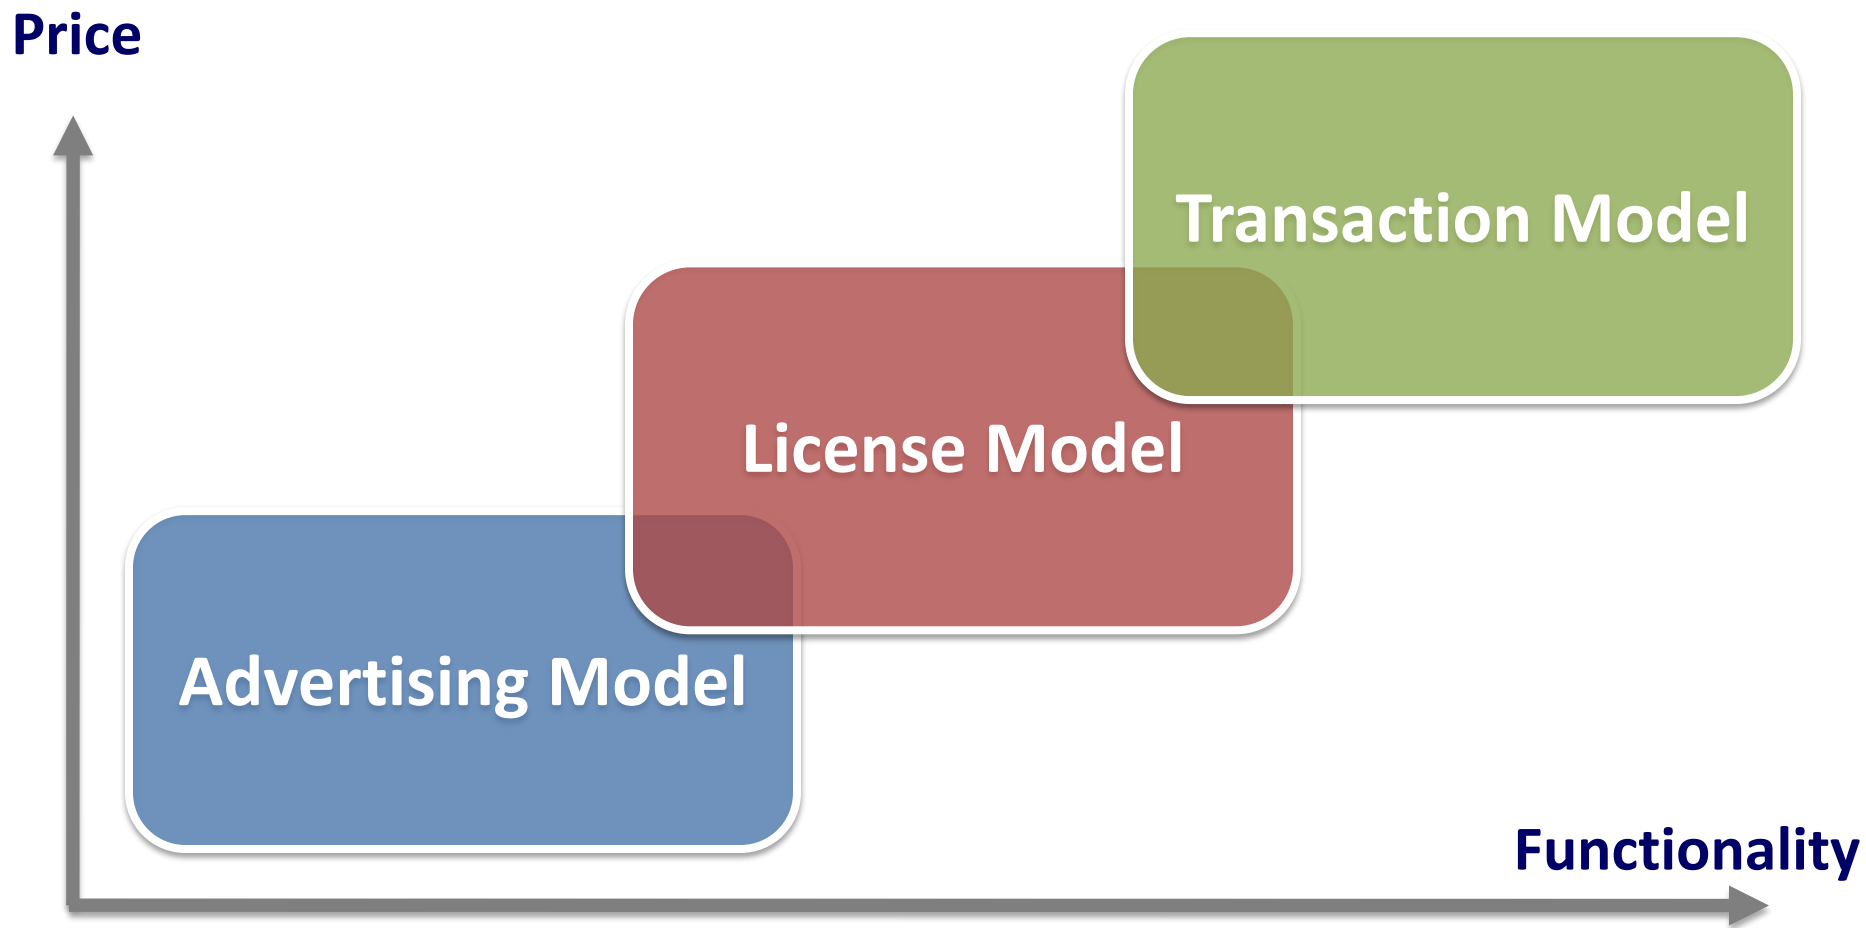 Price
Transaction Model
License Model
Advertising Model
Functionality